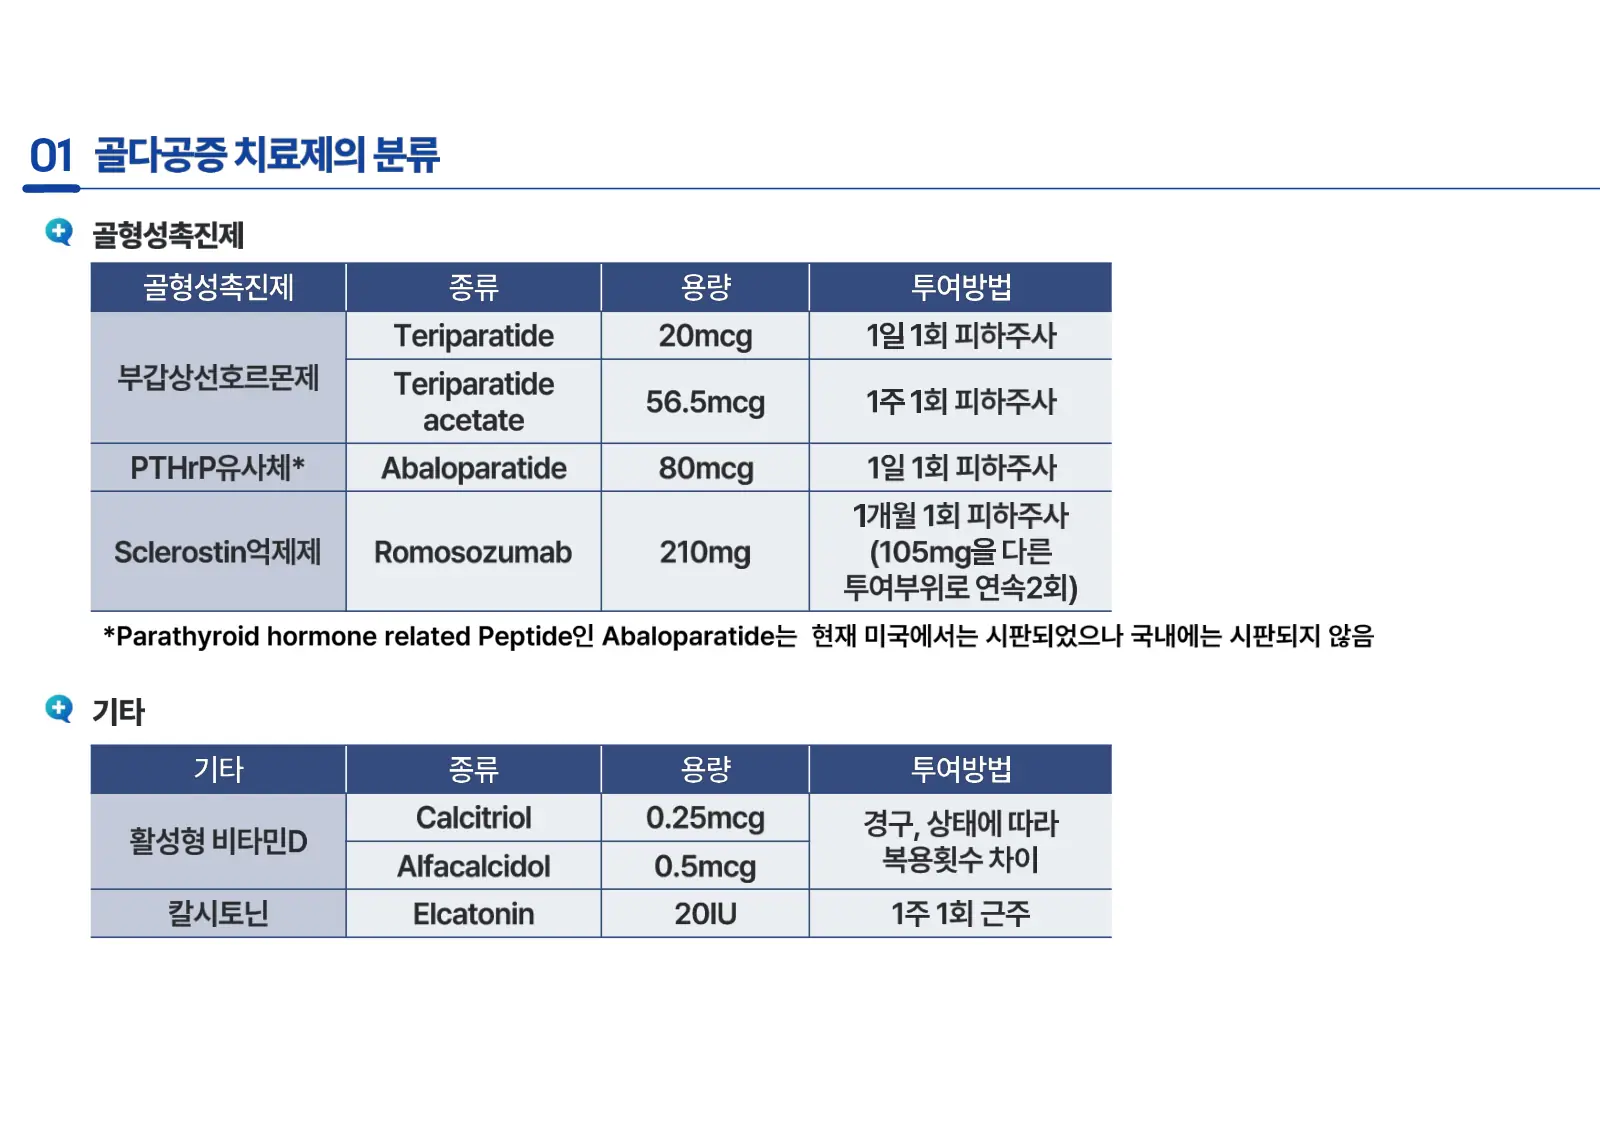 01 골다공증 치료제의 분류
골형성촉진제
골형성촉진제 종류 용량 투여방법
부갑상선호르몬제 Teriparatide 20mcg 1일 1회 피하주사
Teriparatide acetate 56.5mcg 1주 1회 피하주사
PTHrP유사체* Abaloparatide 80mcg 1일 1회 피하주사
Sclerostin억제제 Romosozumab 210mg 1개월 1회 피하주사
(105mg을 다른
투여부위로 연속2회)
*Parathyroid hormone related Peptide인 Abaloparatide는 현재 미국에서는 시판되었으나 국내에는 시판되지 않음
기타
기타 종류 용량 투여방법
활성형 비타민D Calcitriol 0.25mcg 경구, 상태에 따라
복용횟수 차이
Alfacalcidol 0.5mcg
칼시토닌 Elcatonin 20IU 1주 1회 근주